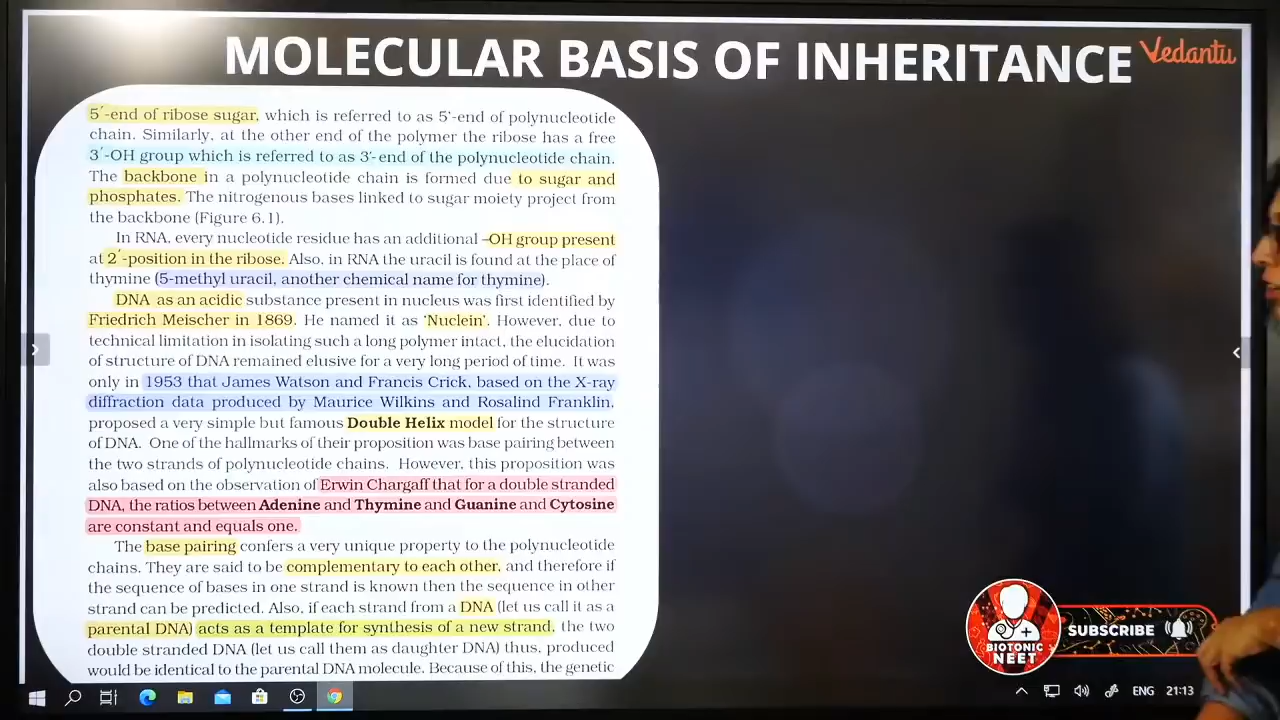 MOLECULAR BASIS OF INHERITANCE
Vedantu
5´-end of ribose sugar, which is referred to as 5’-end of polynucleotide
chain. Similarly, at the other end of the polymer the ribose has a free
3´-OH group which is referred to as 3'-end of the polynucleotide chain.
The backbone in a polynucleotide chain is formed due to sugar and
phosphates. The nitrogenous bases linked to sugar moiety project from
the backbone (Figure 6.1).
In RNA, every nucleotide residue has an additional –OH group present
at 2´-position in the ribose. Also, in RNA the uracil is found at the place of
thymine (5-methyl uracil, another chemical name for thymine).
DNA as an acidic substance present in nucleus was first identified by
Friedrich Meischer in 1869. He named it as ‘Nuclein’. However, due to
technical limitation in isolating such a long polymer intact, the elucidation
of structure of DNA remained elusive for a very long period of time. It was
only in 1953 that James Watson and Francis Crick, based on the X-ray
diffraction data produced by Maurice Wilkins and Rosalind Franklin,
proposed a very simple but famous Double Helix model for the structure
of DNA. One of the hallmarks of their proposition was base pairing between
the two strands of polynucleotide chains. However, this proposition was
also based on the observation of Erwin Chargaff that for a double stranded
DNA, the ratios between Adenine and Thymine and Guanine and Cytosine
are constant and equals one.
The base pairing confers a very unique property to the polynucleotide
chains. They are said to be complementary to each other, and therefore if
the sequence of bases in one strand is known then the sequence in other
strand can be predicted. Also, if each strand from a DNA (let us call it as a
parental DNA) acts as a template for synthesis of a new strand, the two
double stranded DNA (let us call them as daughter DNA) thus, produced
would be identical to the parental DNA molecule. Because of this, the genetic
BIOTONIC
NEET
SUBSCRIBE
ENG 21:13